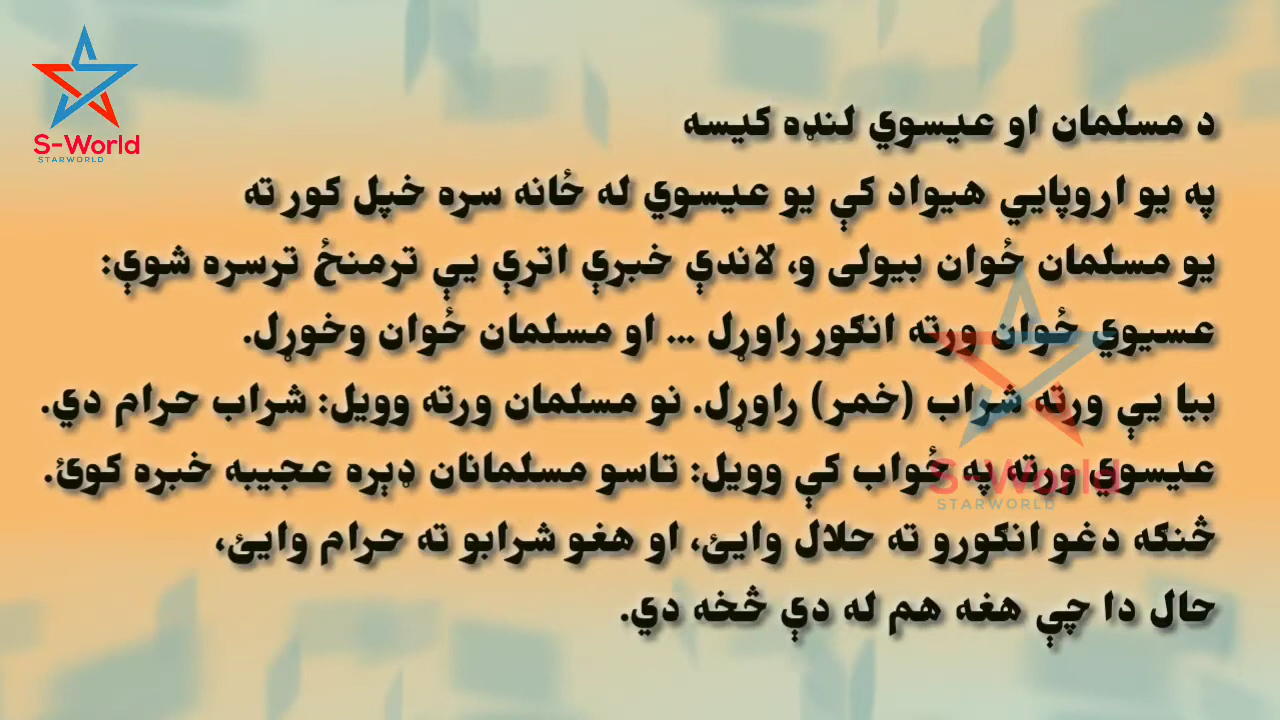 S-World
STARWORLD
د مسلمان او عیسوي لنډه کیسه
په یو اروپايي هیواد کې یو عیسوي له ځانه سره خپل کور ته
یو مسلمان ځوان بیولی و، لاندې خبرې اترې یې ترمنځ ترسره شوې:
عسیوي ځوان ورته انګور راوړل ... او مسلمان ځوان وخوړل.
بیا یې ورته شراب (خمر) راوړل. نو مسلمان ورته وویل: شراب حرام دي.
عیسوي ورته په ځواب کې وویل: تاسو مسلمانان ډېره عجیبه خبره کوئ.
څنګه دغو انګورو ته حلال وایئ، او هغو شرابو ته حرام وایئ،
حال دا چې هغه هم له دې څخه دي.
S-World
STARWORLD